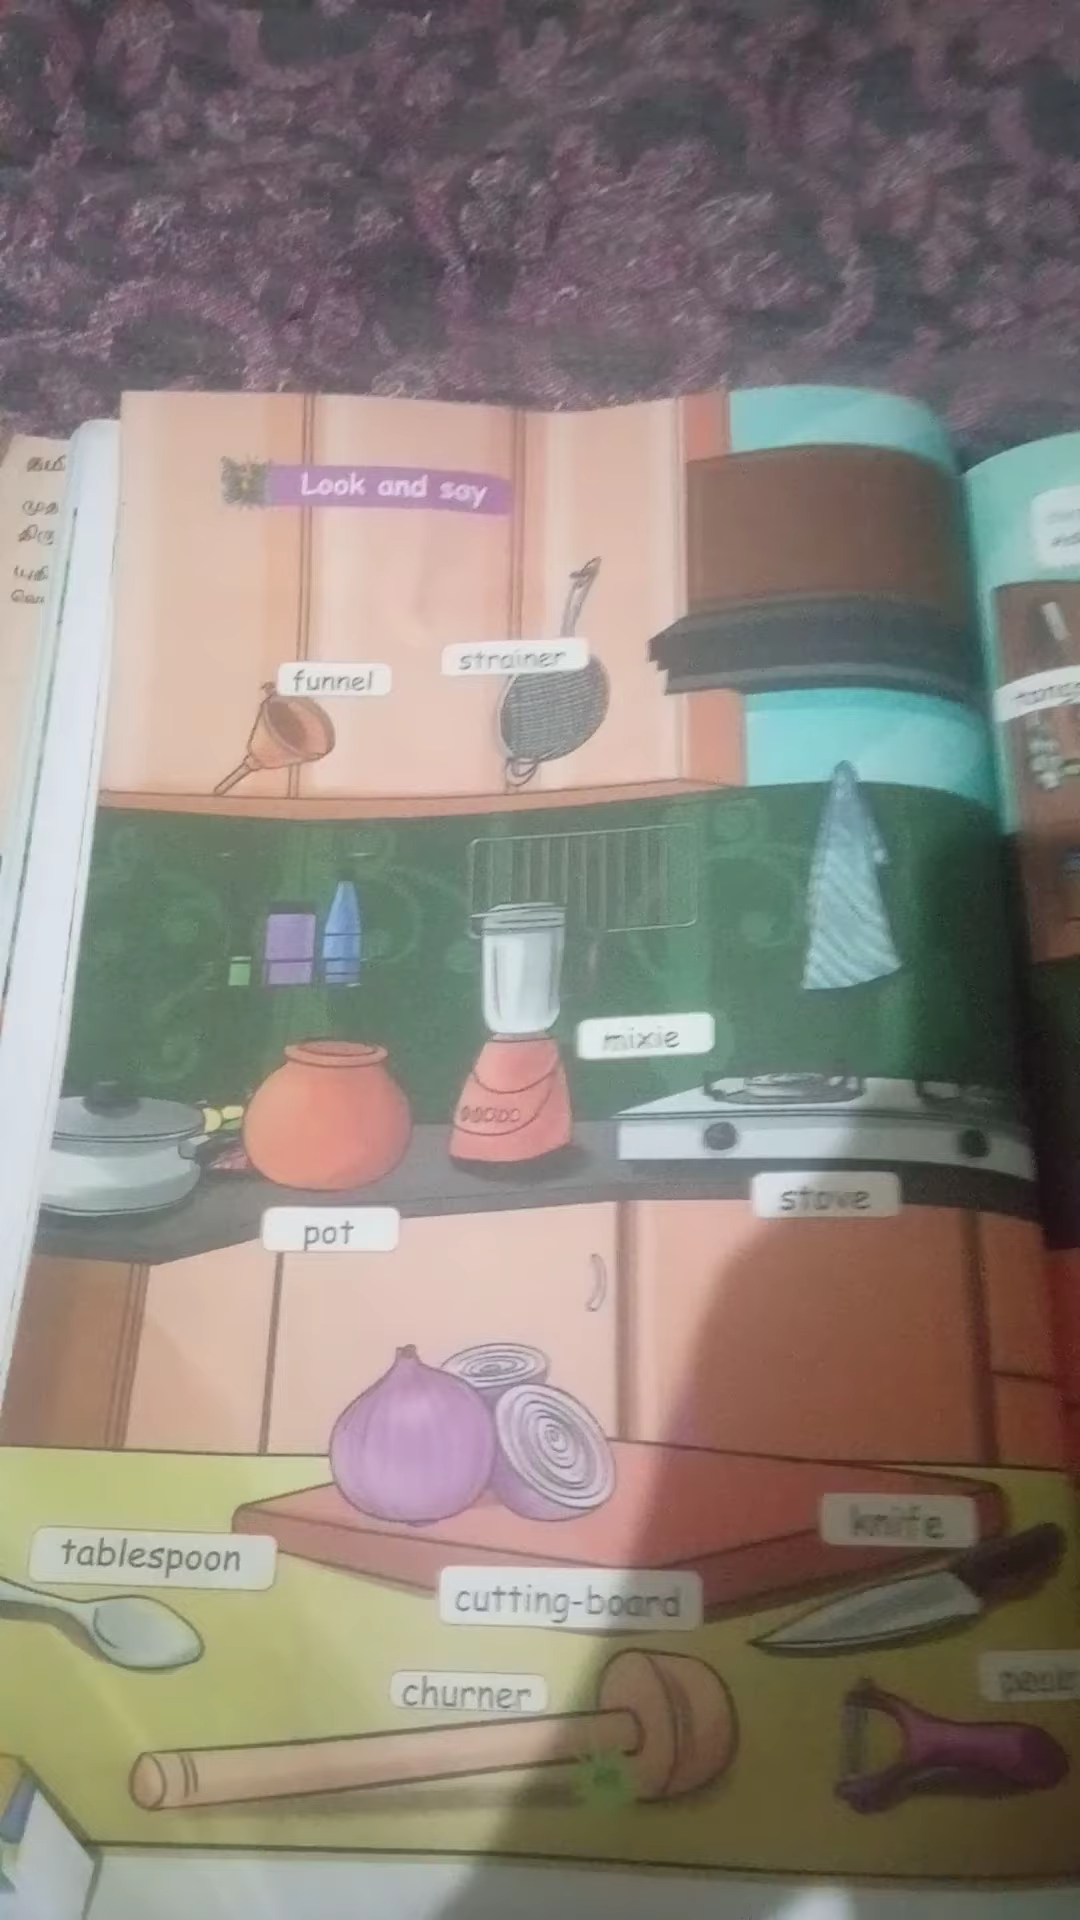 Look and say
strainer
funnel
mixie
stove
pot
knife
tablespoon
cutting-board
churner